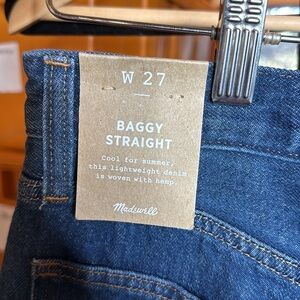 W 27
BAGGY
STRAIGHT
Cool for summer,
this lightweight denim
is woven with hemp.
Madewell